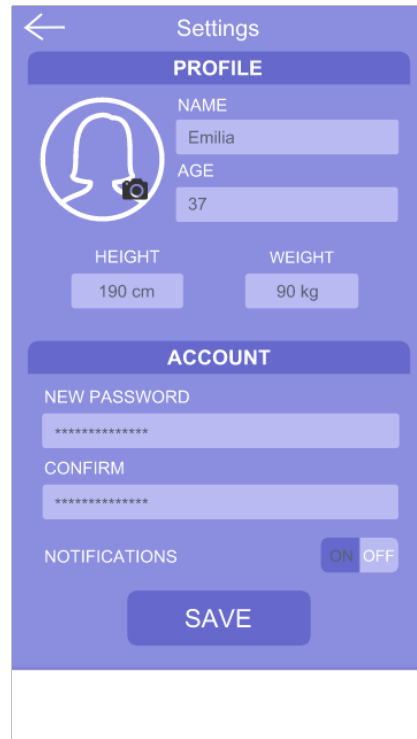 Settings
PROFILE
NAME
Emilia
AGE
37
HEIGHT WEIGHT
190 cm 90 kg
ACCOUNT
NEW PASSWORD
**************
CONFIRM
**************
NOTIFICATIONS ON OFF
SAVE